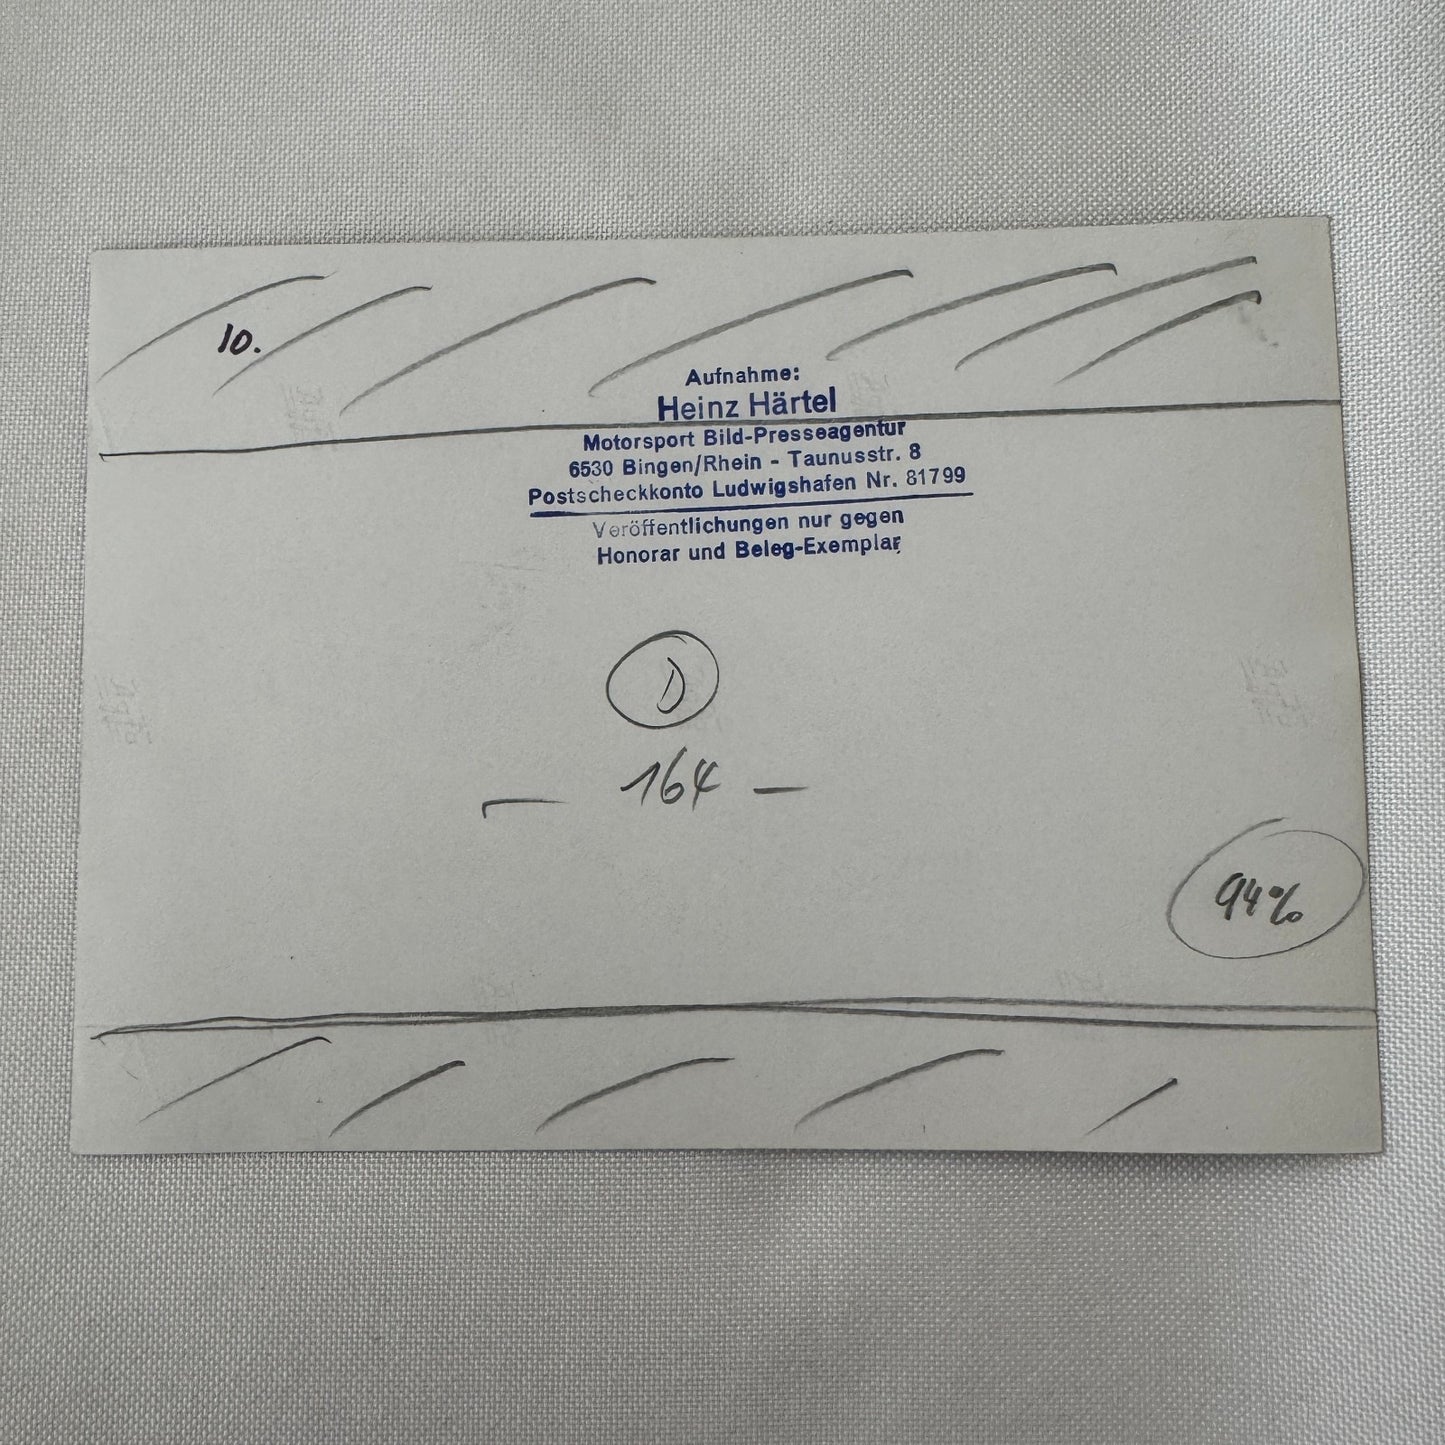 10.
Aufnahme:
Heinz Härtel
Motorsport Bild-Presseagentur
6530 Bingen/Rhein - Taunusstr. 8
Postscheckkonto Ludwigshafen Nr. 81799
Veröffentlichungen nur gegen
Honorar und Beleg-Exemplar
D
— 164 —
94%